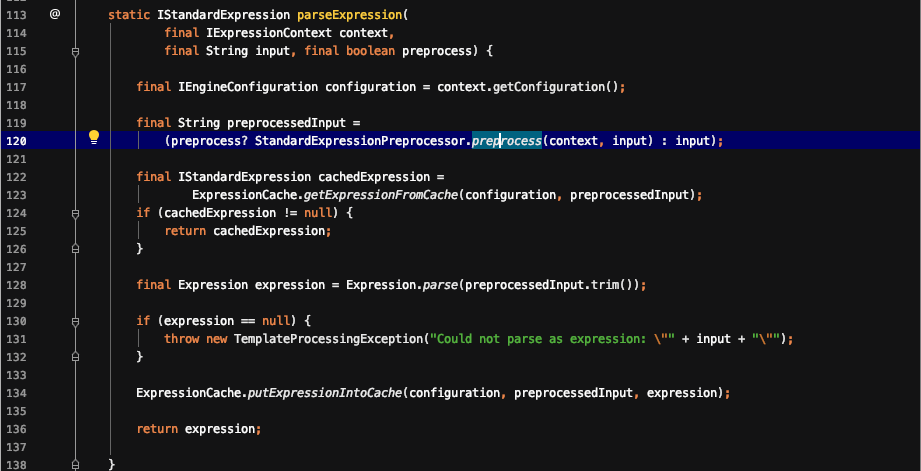 113 @ static IStandardExpression parseExpression(
114 final IExpressionContext context,
115 final String input, final boolean preprocess) {
116
117 final IEngineConfiguration configuration = context.getConfiguration();
118
119 final String preprocessedInput =
120 (preprocess? StandardExpressionPreprocessor.preprocess(context, input) : input);
121
122 final IStandardExpression cachedExpression =
123 ExpressionCache.getExpressionFromCache(configuration, preprocessedInput);
124 if (cachedExpression != null) {
125 return cachedExpression;
126 }
127
128 final Expression expression = Expression.parse(preprocessedInput.trim());
129
130 if (expression == null) {
131 throw new TemplateProcessingException("Could not parse as expression: \"" + input + "\"");
132 }
133
134 ExpressionCache.putExpressionIntoCache(configuration, preprocessedInput, expression);
135
136 return expression;
137
138 }